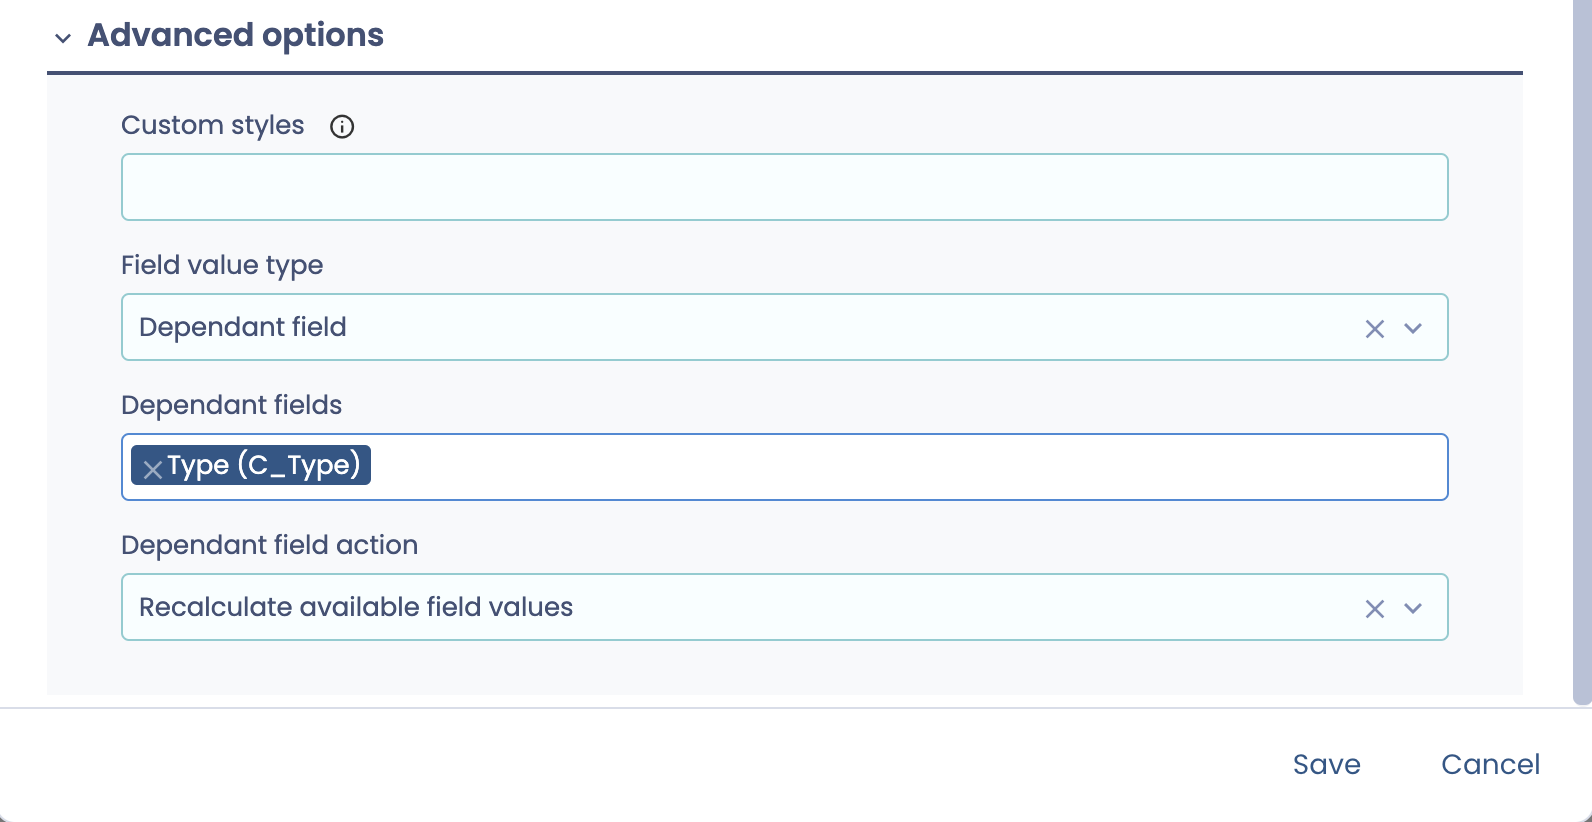 Advanced options
Custom styles
Field value type
Dependant field
Dependant fields
Type (C_Type)
Dependant field action
Recalculate available field values
Save Cancel